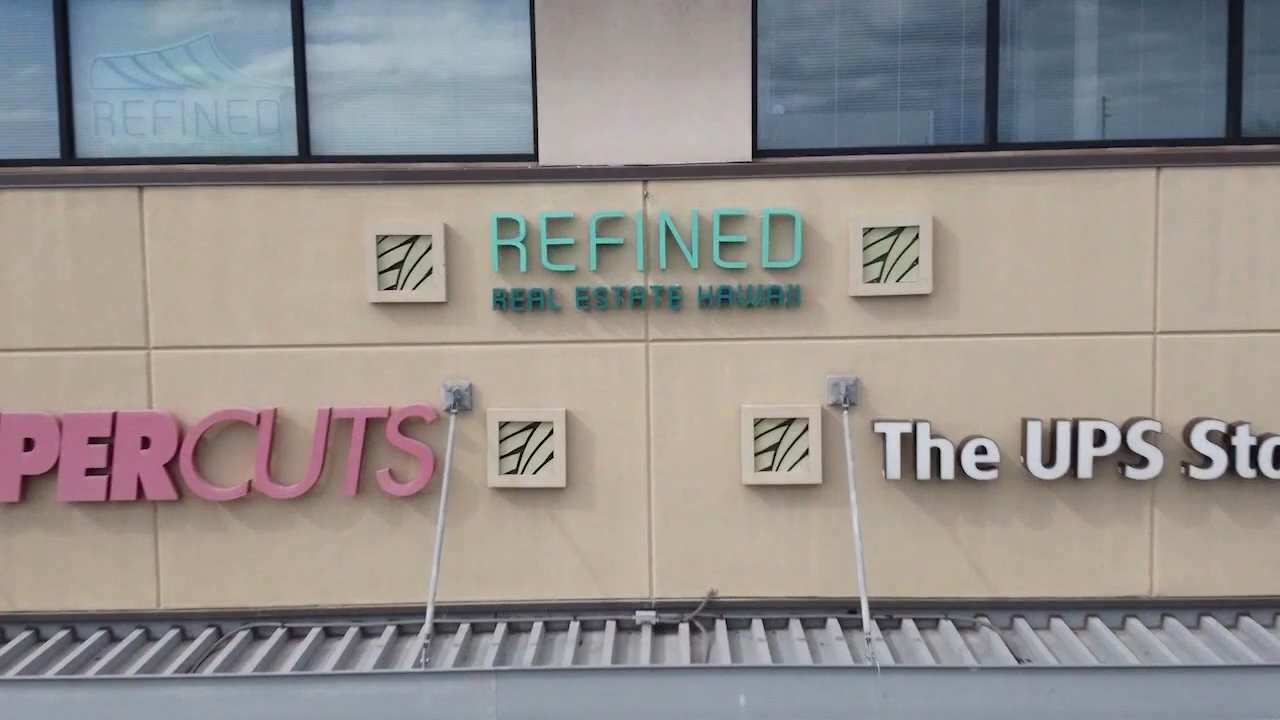 REFINED
REFINED
REAL ESTATE HAWAII
PERCUTS
The UPS Sto